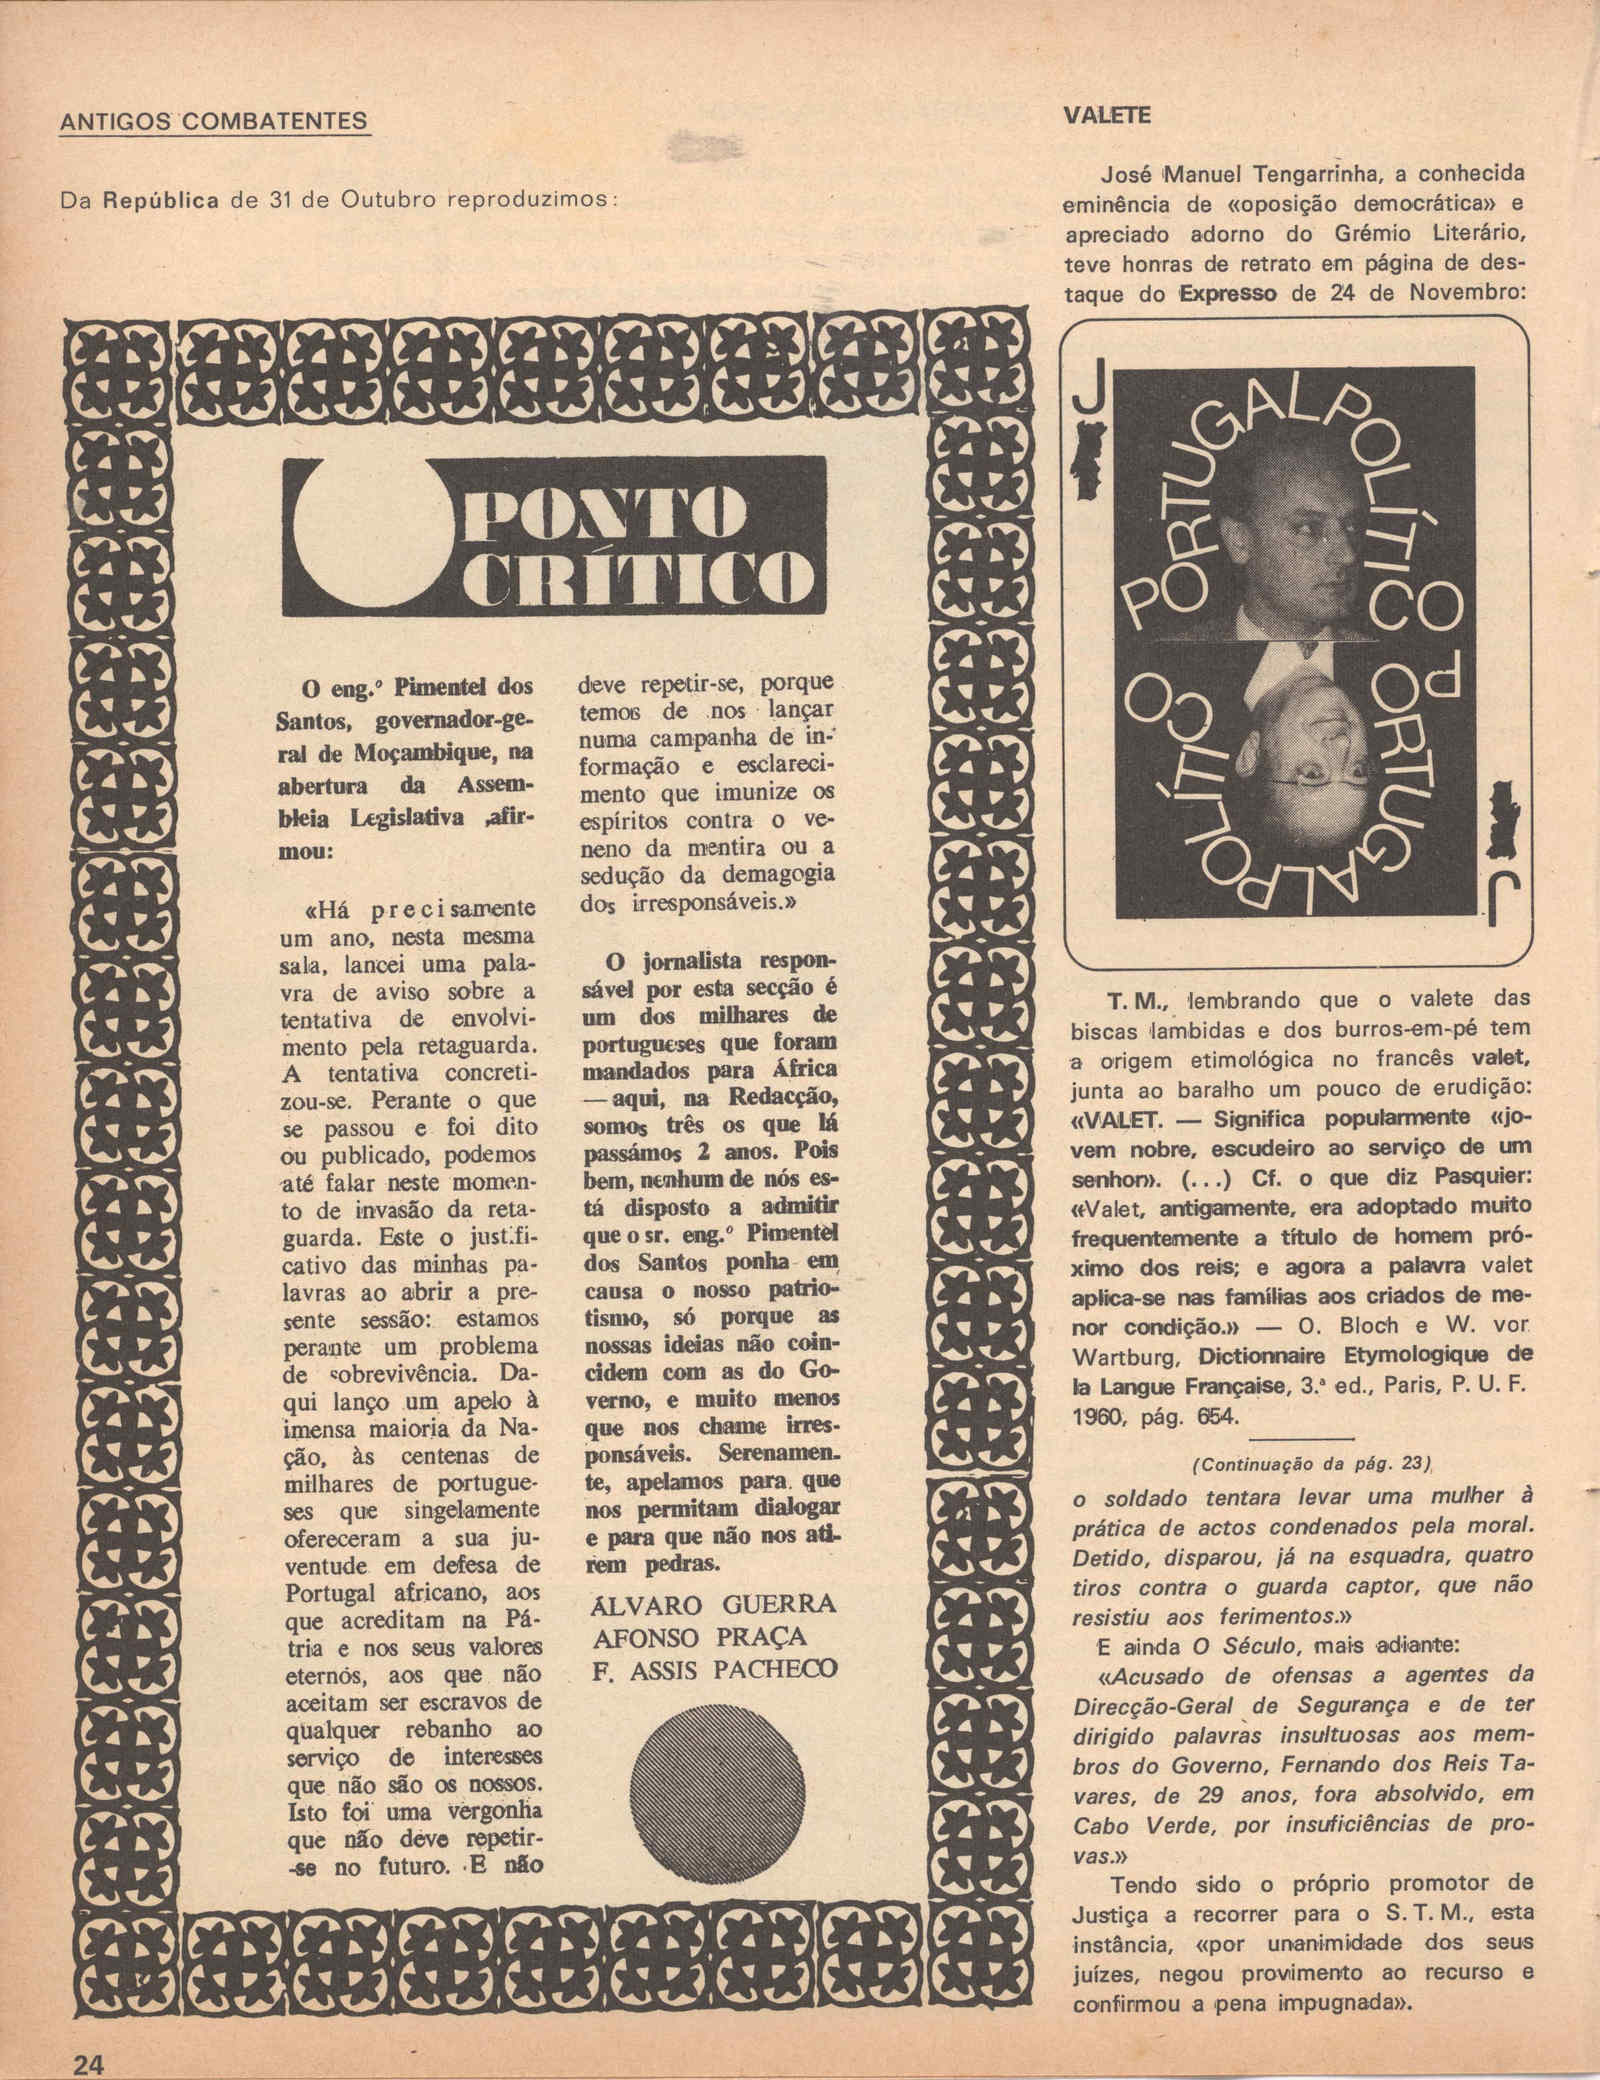 ANTIGOS COMBATENTES
Da República de 31 de Outubro reproduzimos:
PONTO
CRÍTICO
O eng.º Pimentel dos
Santos, governador-ge-
ral de Moçambique, na
abertura da Assem-
bleia Legislativa ,afir-
mou:
«Há precisamente
um ano, nesta mesma
sala, lancei uma pala-
vra de aviso sobre a
tentativa de envolvi-
mento pela retaguarda.
A tentativa concreti-
zou-se. Perante o que
se passou e foi dito
ou publicado, podemos
até falar neste momen-
to de invasão da reta-
guarda. Este o justifi-
cativo das minhas pa-
lavras ao abrir a pre-
sente sessão: estamos
perante um problema
de sobrevivência. Da-
qui lanço um apelo à
imensa maioria da Na-
ção, às centenas de
milhares de portugue-
ses que singelamente
ofereceram a sua ju-
ventude em defesa de
Portugal africano, aos
que acreditam na Pá-
tria e nos seus valores
eternos, aos que não
aceitam ser escravos de
qualquer rebanho ao
serviço de interesses
que não são os nossos.
Isto foi uma vergonha
que não deve repetir-
-se no futuro. E não
deve repetir-se, porque
temos de nos lançar
numa campanha de in-
formação e esclareci-
mento que imunize os
espíritos contra o ve-
neno da mentira ou a
sedução da demagogia
dos irresponsáveis.»
O jornalista respon-
sável por esta secção é
um dos milhares de
portugueses que foram
mandados para África
— aqui, na Redacção,
somos três os que lá
passámos 2 anos. Pois
bem, nenhum de nós es-
tá disposto a admitir
que o sr. eng.º Pimentel
dos Santos ponha em
causa o nosso patrio-
tismo, só porque as
nossas ideias não coin-
cidem com as do Go-
verno, e muito menos
que nos chame irres-
ponsáveis. Serenamen-
te, apelamos para que
nos permitam dialogar
e para que não nos ati-
rem pedras.
ÁLVARO GUERRA
AFONSO PRAÇA
F. ASSIS PACHECO
24
VALETE
José Manuel Tengarrinha, a conhecida
eminência de «oposição democrática» e
apreciado adorno do Grémio Literário,
teve honras de retrato em página de des-
taque do Expresso de 24 de Novembro:
J
PORTUGAL POLÍTICO
PORTUGAL POLÍTICO
J
T. M., lembrando que o valete das
biscas lambidas e dos burros-em-pé tem
a origem etimológica no francês valet,
junta ao baralho um pouco de erudição:
«VALET. — Significa popularmente «jo-
vem nobre, escudeiro ao serviço de um
senhor». (...) Cf. o que diz Pasquier:
«Valet, antigamente, era adoptado muito
frequentemente a título de homem pró-
ximo dos reis; e agora a palavra valet
aplica-se nas famílias aos criados de me-
nor condição.» — O. Bloch e W. vor
Wartburg, Dictionnaire Etymologique de
la Langue Française, 3.ª ed., Paris, P. U. F.
1960, pág. 654.
(Continuação da pág. 23)
o soldado tentara levar uma mulher à
prática de actos condenados pela moral.
Detido, disparou, já na esquadra, quatro
tiros contra o guarda captor, que não
resistiu aos ferimentos.»
E ainda O Século, mais adiante:
«Acusado de ofensas a agentes da
Direcção-Geral de Segurança e de ter
dirigido palavras insultuosas aos mem-
bros do Governo, Fernando dos Reis Ta-
vares, de 29 anos, fora absolvido, em
Cabo Verde, por insuficiências de pro-
vas.»
Tendo sido o próprio promotor de
Justiça a recorrer para o S. T. M., esta
instância, «por unanimidade dos seus
juízes, negou provimento ao recurso e
confirmou a pena impugnada».